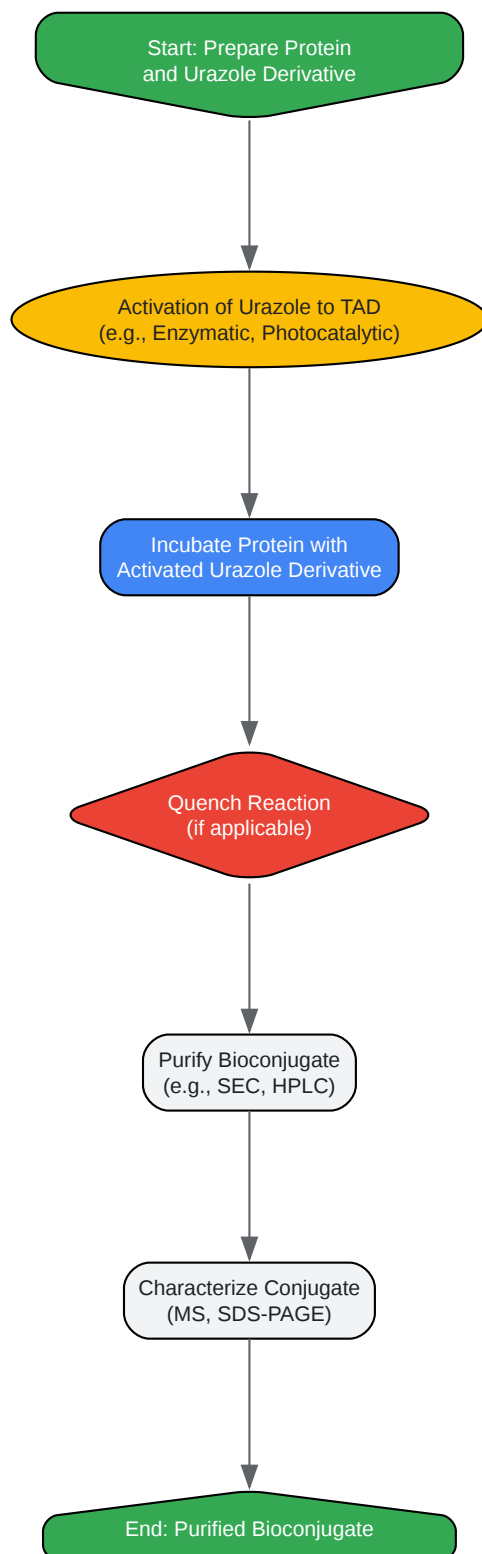 Start: Prepare Protein
and Urazole Derivative
Activation of Urazole to TAD
(e.g., Enzymatic, Photocatalytic)
Incubate Protein with
Activated Urazole Derivative
Quench Reaction
(if applicable)
Purify Bioconjugate
(e.g., SEC, HPLC)
Characterize Conjugate
(MS, SDS-PAGE)
End: Purified Bioconjugate